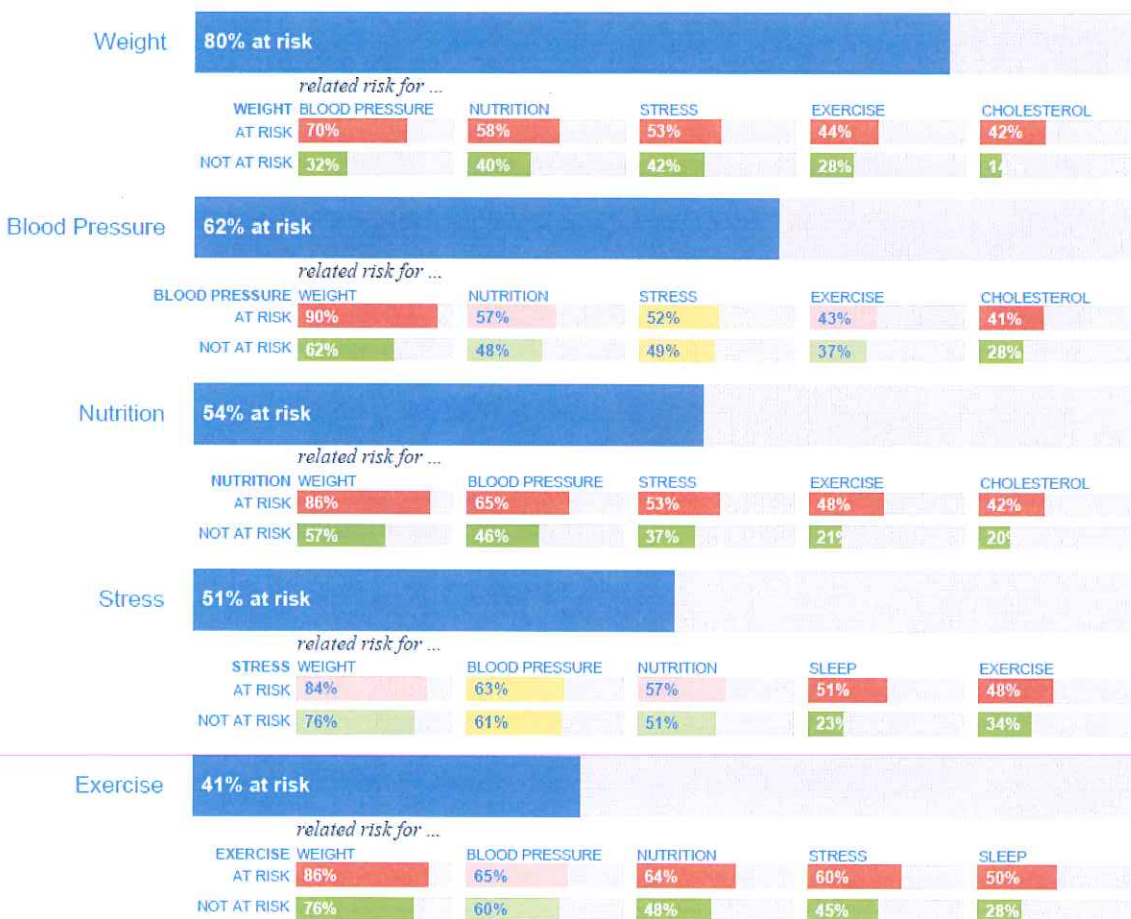 Weight 80% at risk
related risk for ...
WEIGHT BLOOD PRESSURE NUTRITION STRESS EXERCISE CHOLESTEROL
AT RISK 70% 58% 53% 44% 42%
NOT AT RISK 32% 40% 42% 28%
Blood Pressure 62% at risk
related risk for ...
BLOOD PRESSURE WEIGHT NUTRITION STRESS EXERCISE CHOLESTEROL
AT RISK 90% 57% 52% 43% 41%
NOT AT RISK 62% 48% 49% 37% 28%
Nutrition 54% at risk
related risk for ...
NUTRITION WEIGHT BLOOD PRESSURE STRESS EXERCISE CHOLESTEROL
AT RISK 86% 65% 53% 48% 42%
NOT AT RISK 57% 46% 37% 21% 20%
Stress 51% at risk
related risk for ...
STRESS WEIGHT BLOOD PRESSURE NUTRITION SLEEP EXERCISE
AT RISK 84% 63% 57% 51% 48%
NOT AT RISK 76% 61% 51% 23% 34%
Exercise 41% at risk
related risk for ...
EXERCISE WEIGHT BLOOD PRESSURE NUTRITION STRESS SLEEP
AT RISK 86% 65% 64% 60% 50%
NOT AT RISK 76% 60% 48% 45% 28%